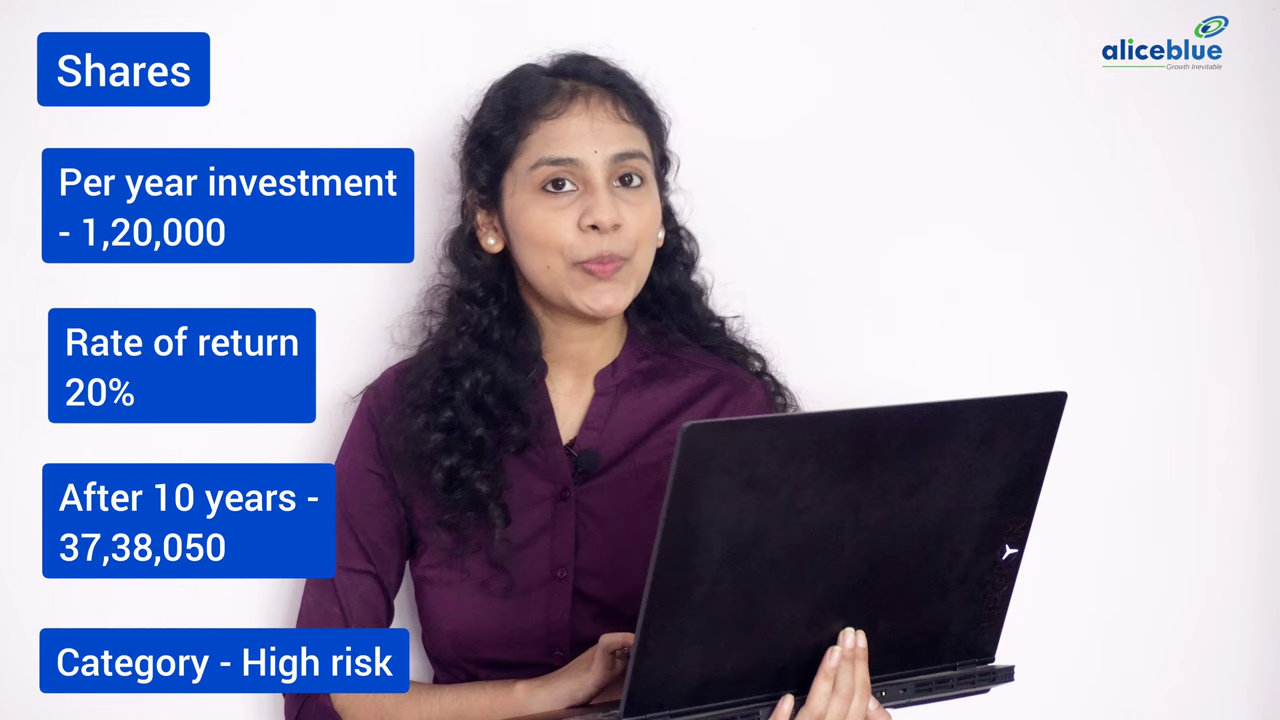 Shares
aliceblue
Growth Inevitable
Per year investment
- 1,20,000
Rate of return
20%
After 10 years -
37,38,050
Category - High risk
LEGION